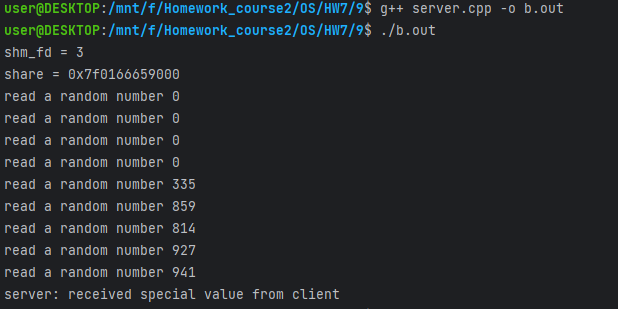 user@DESKTOP:/mnt/f/Homework_course2/OS/HW7/9$ g++ server.cpp -o b.out
user@DESKTOP:/mnt/f/Homework_course2/OS/HW7/9$ ./b.out
shm_fd = 3
share = 0x7f0166659000
read a random number 0
read a random number 0
read a random number 0
read a random number 0
read a random number 335
read a random number 859
read a random number 814
read a random number 927
read a random number 941
server: received special value from client